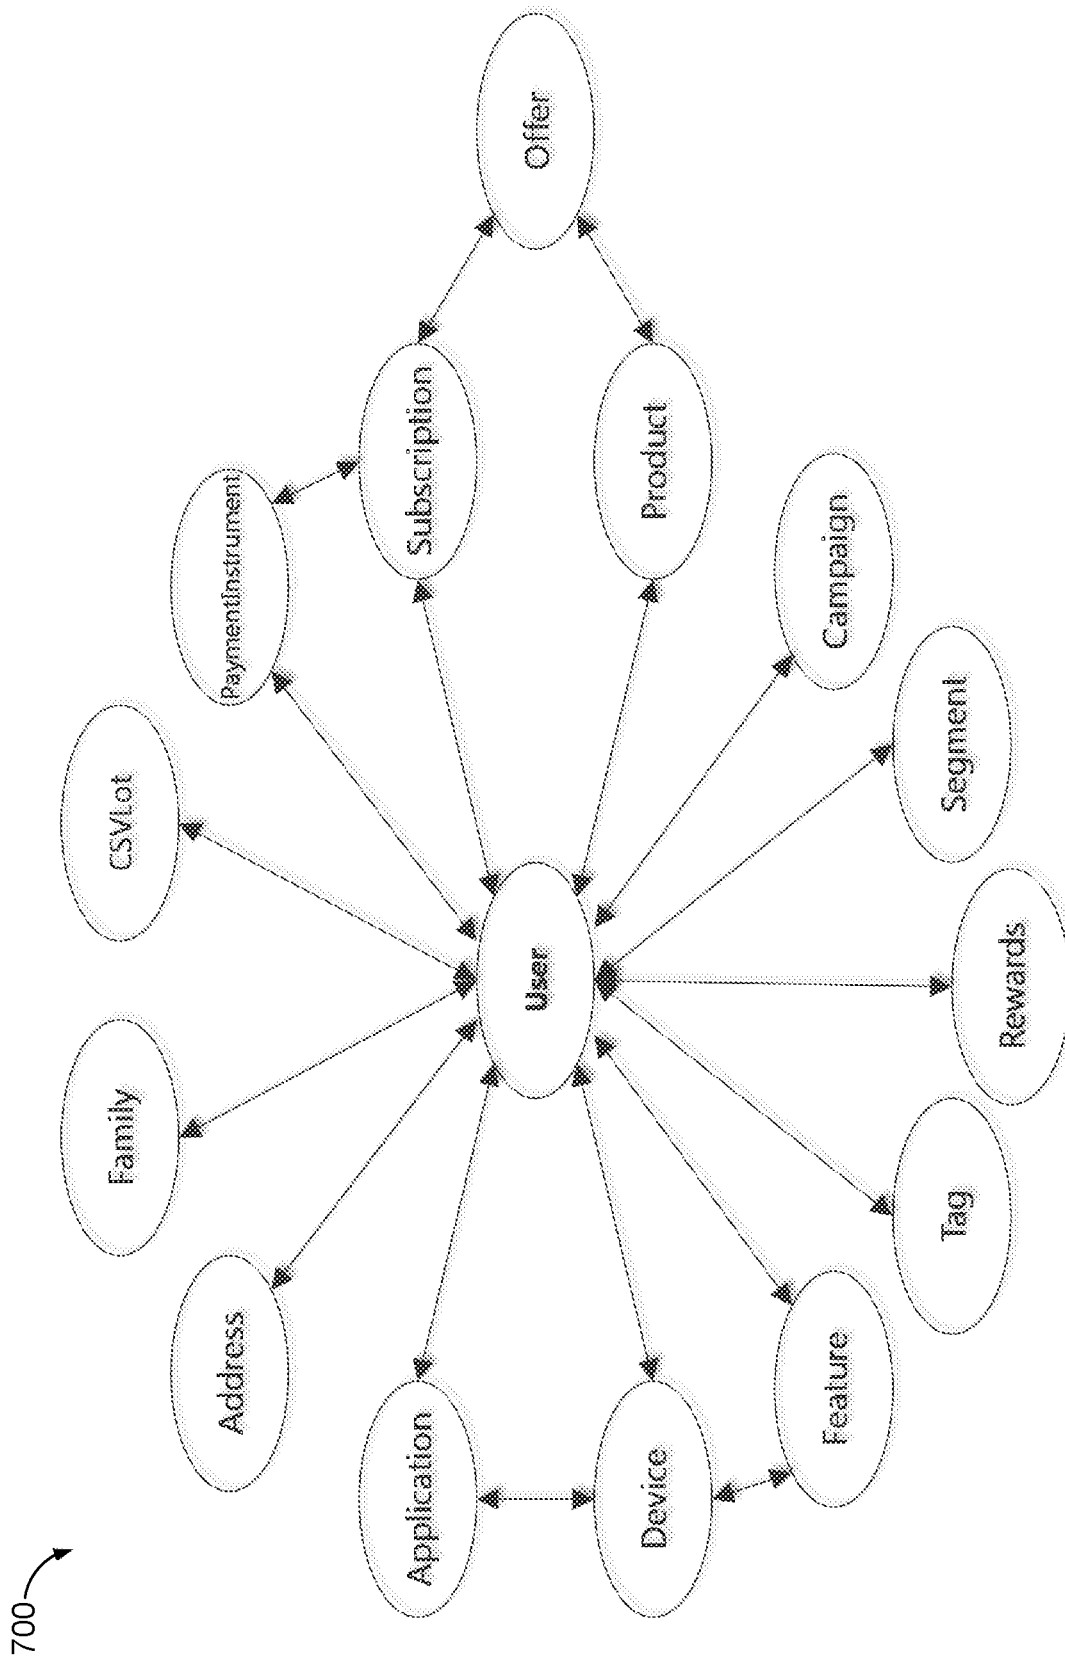 700
Family
CSVLot
Address
PaymentInstrument
Application
Subscription
User
Offer
Device
Product
Feature
Campaign
Tag
Segment
Rewards